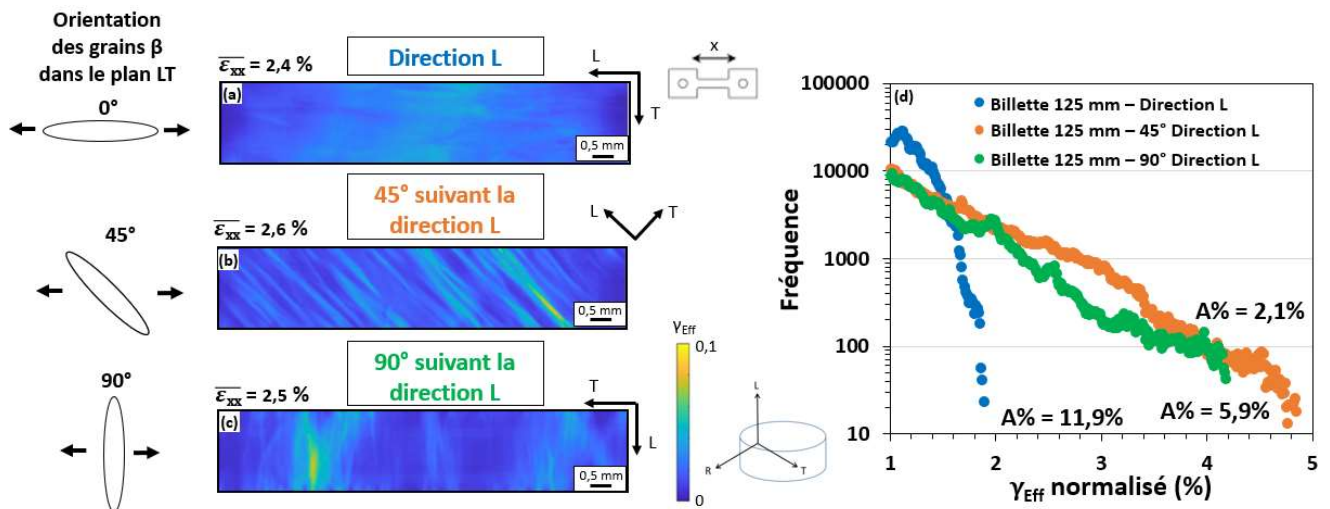 Orientation
des grains β
dans le plan LT
0°
45°
90°
ε̅x̅x̅ = 2,4 %
Direction L
(a)
L
T
0,5 mm
x
ε̅x̅x̅ = 2,6 %
45° suivant la
direction L
(b)
L
T
0,5 mm
ε̅x̅x̅ = 2,5 %
90° suivant la
direction L
(c)
T
L
0,5 mm
γEff
0,1
0
L
R
T
(d)
Billette 125 mm – Direction L
Billette 125 mm – 45° Direction L
Billette 125 mm – 90° Direction L
Fréquence
100000
10000
1000
100
10
A% = 2,1%
A% = 11,9%
A% = 5,9%
1
2
3
4
5
γEff normalisé (%)